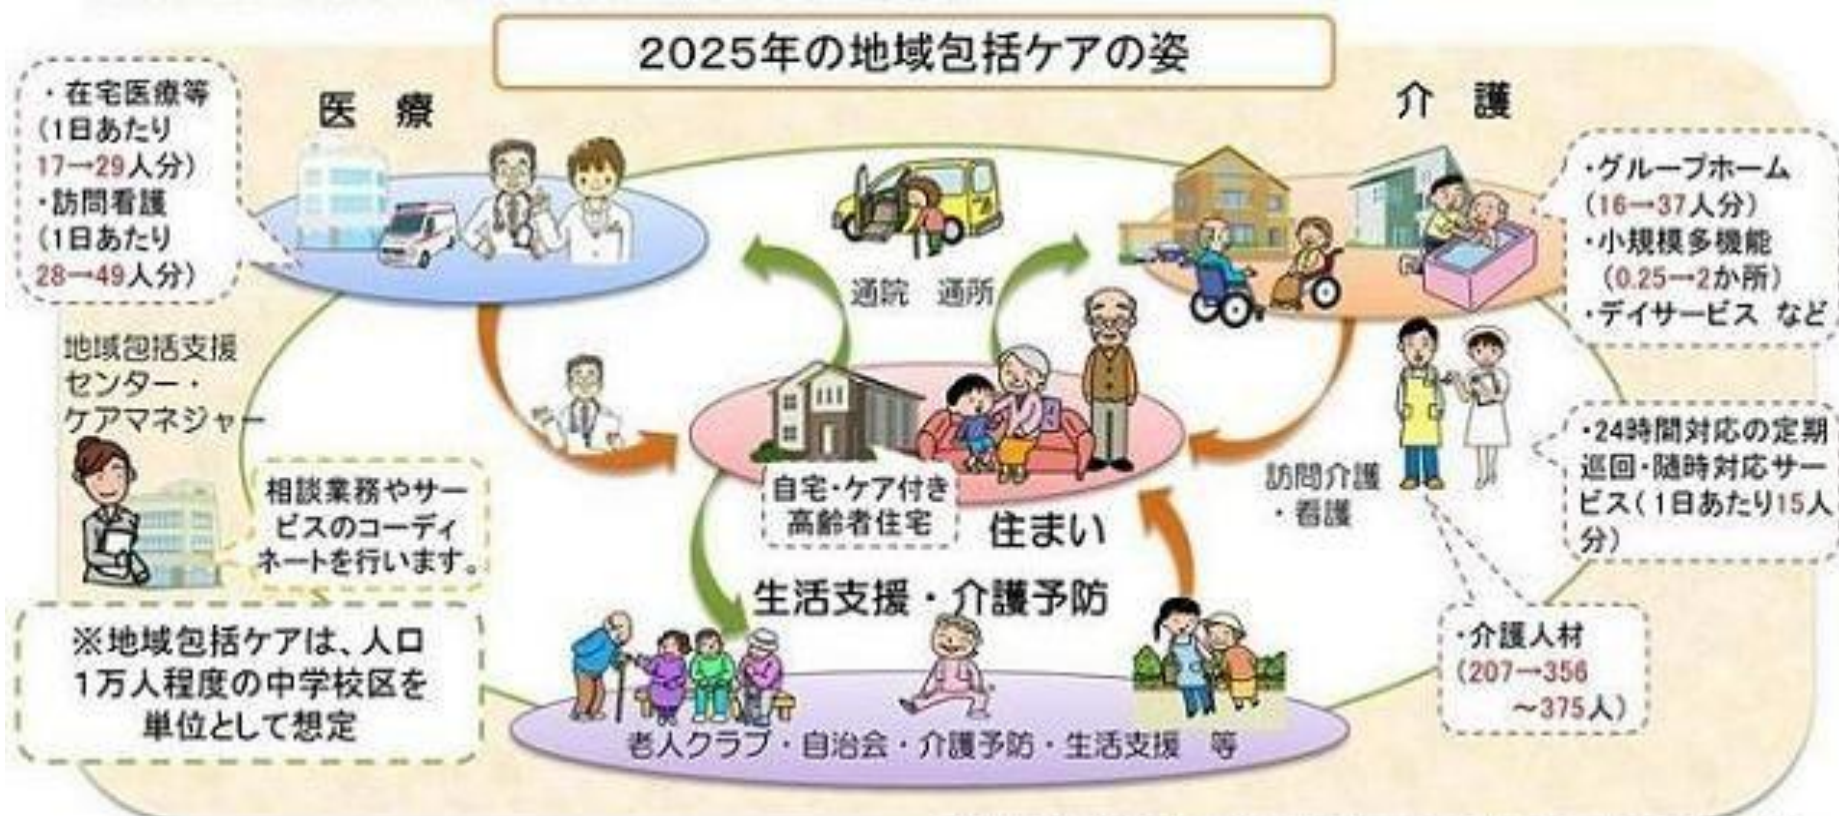 2025年の地域包括ケアの姿
・在宅医療等
(1日あたり
17→29人分)
・訪問看護
(1日あたり
28→49人分)
医 療
介 護
・グループホーム
(16→37人分)
・小規模多機能
(0.25→2か所)
・デイサービス など
通院 通所
地域包括支援
センター・
ケアマネジャー
相談業務やサー
ビスのコーディ
ネートを行います。
自宅・ケア付き
高齢者住宅
住まい
訪問介護
・看護
・24時間対応の定期
巡回・随時対応サー
ビス(1日あたり15人
分)
生活支援・介護予防
・介護人材
(207→356
～375人)
※地域包括ケアは、人口
1万人程度の中学校区を
単位として想定
老人クラブ・自治会・介護予防・生活支援 等